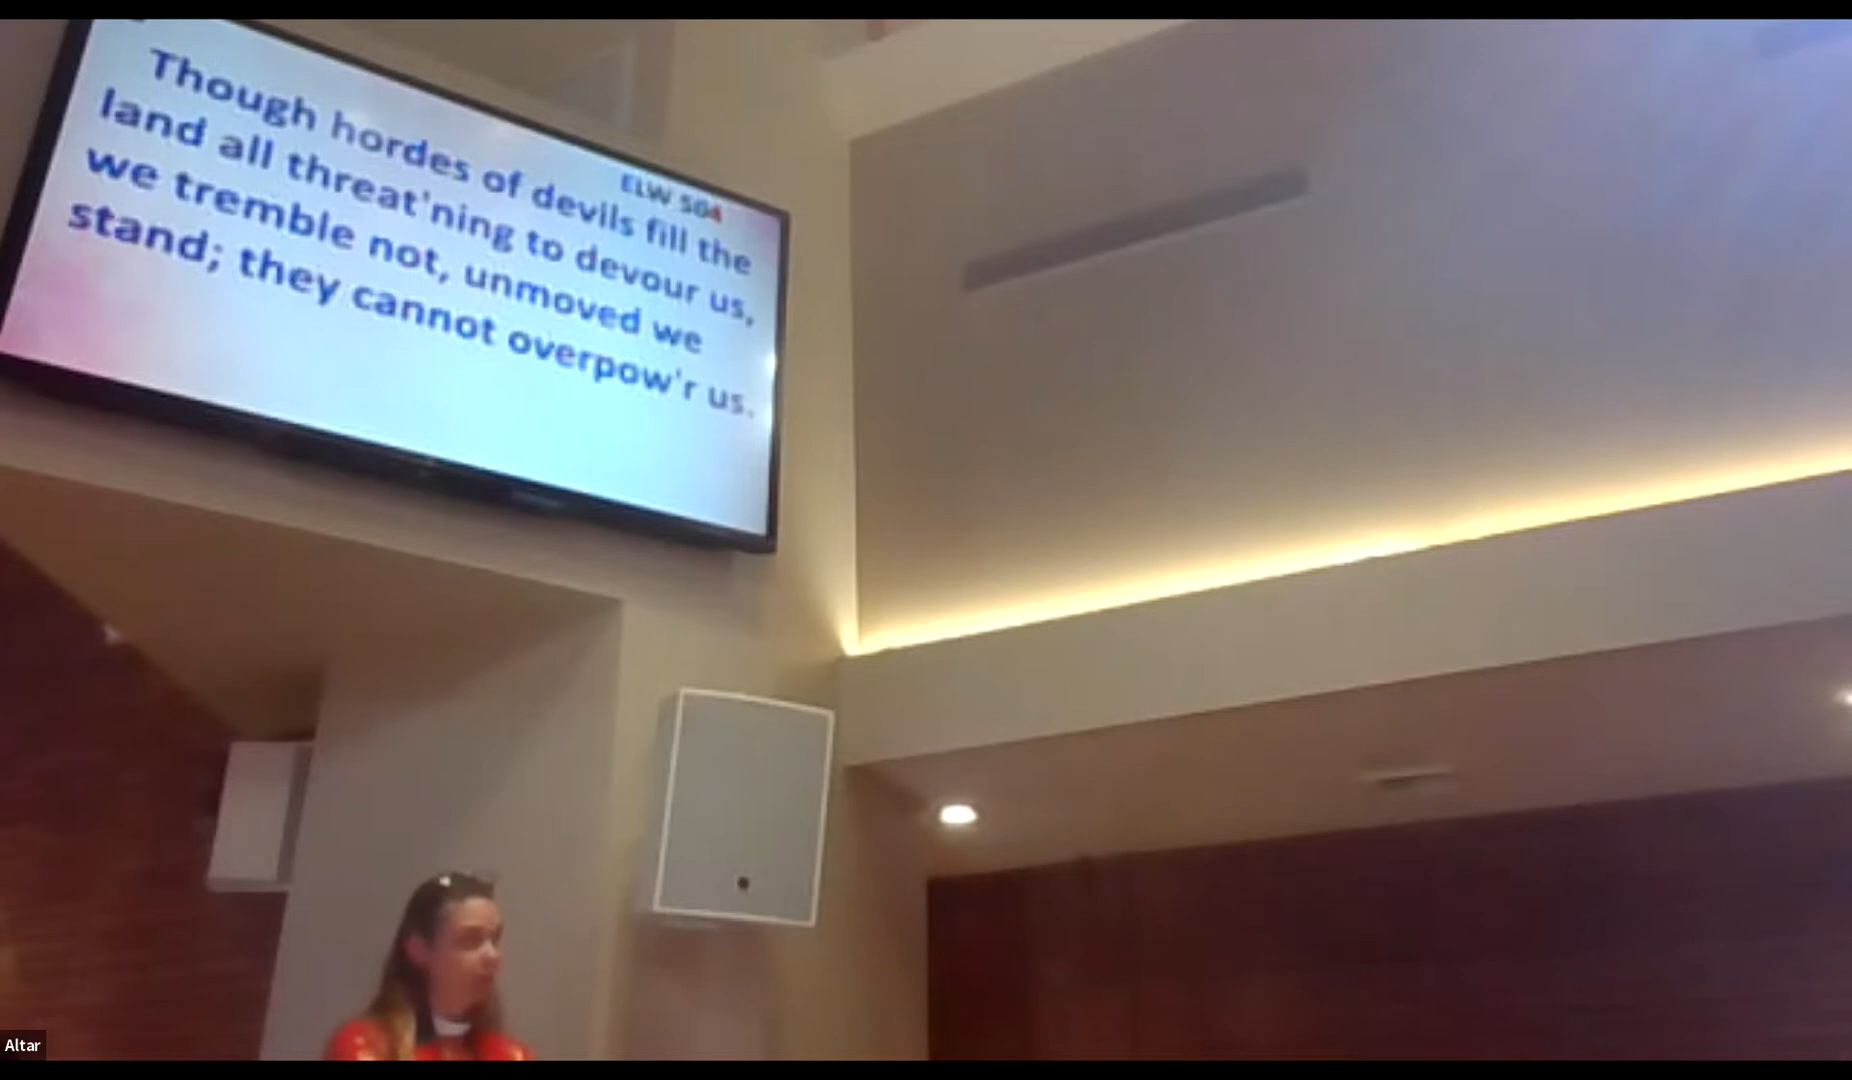 ELW 504
Though hordes of devils fill the
land all threat'ning to devour us,
we tremble not, unmoved we
stand; they cannot overpow'r us.
Altar